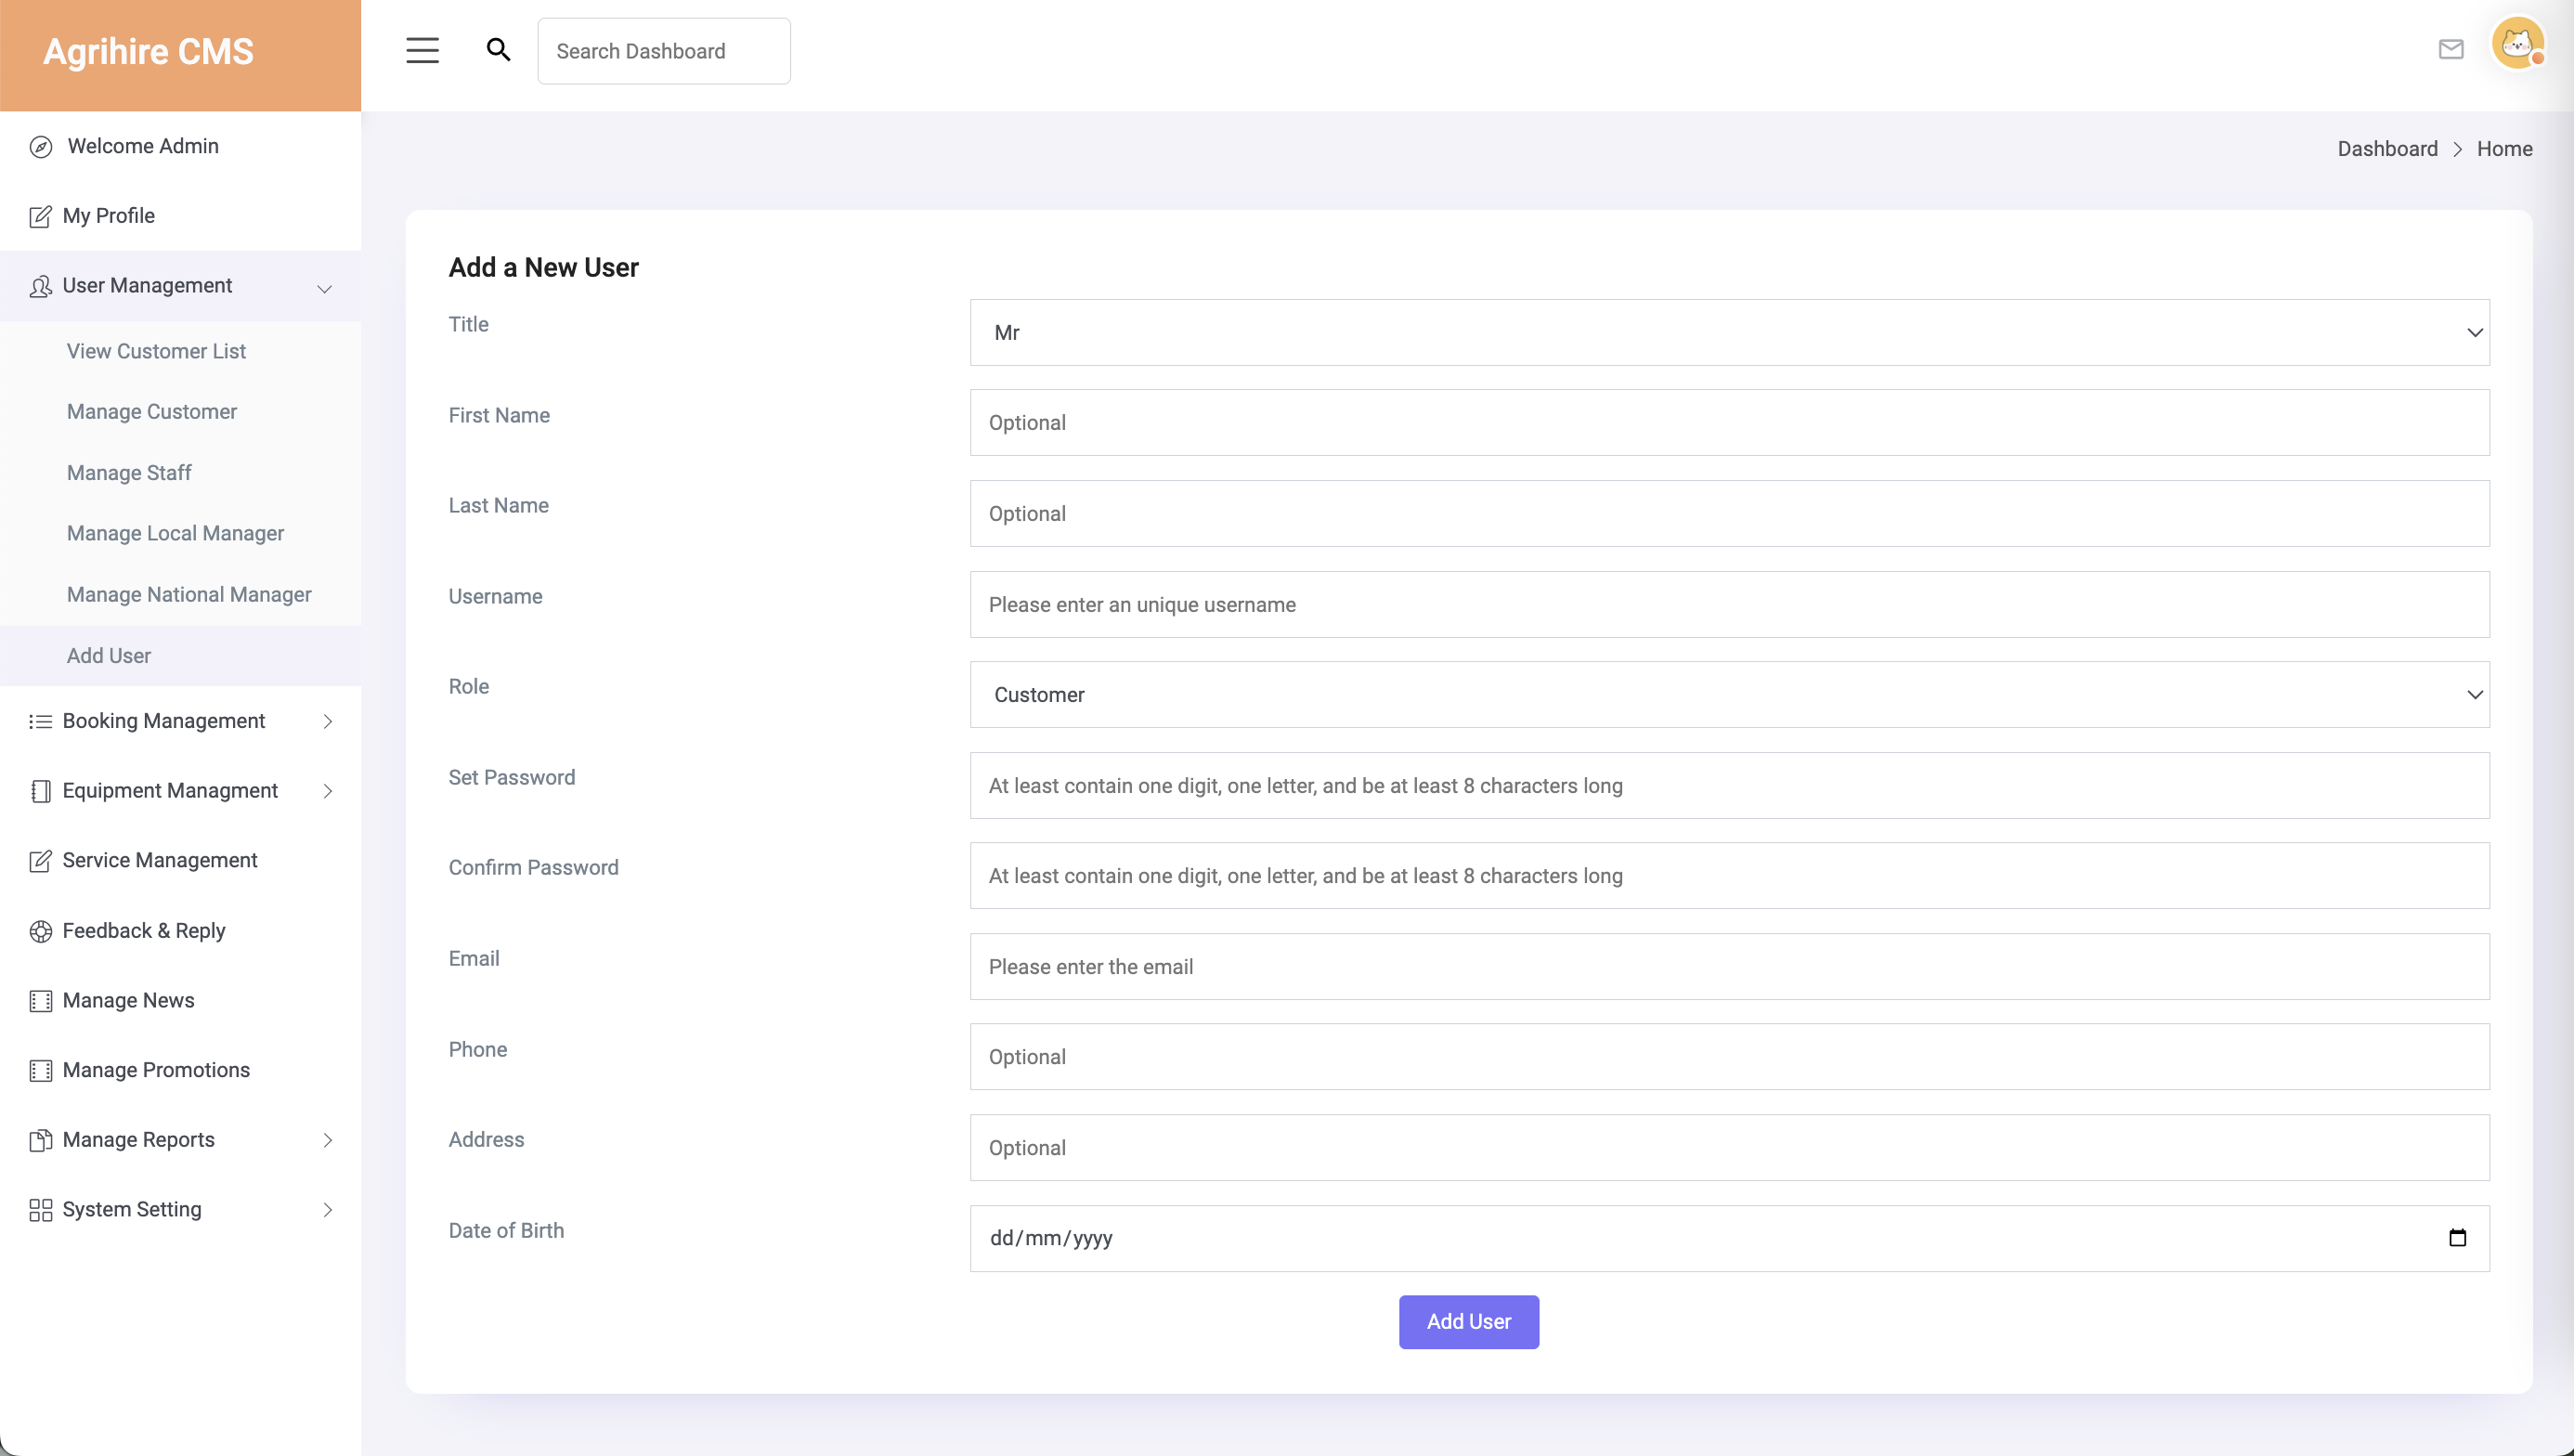 Agrihire CMS
Search Dashboard
Welcome Admin
My Profile
User Management
View Customer List
Manage Customer
Manage Staff
Manage Local Manager
Manage National Manager
Add User
Booking Management
Equipment Managment
Service Management
Feedback & Reply
Manage News
Manage Promotions
Manage Reports
System Setting
Dashboard > Home
Add a New User
Title
Mr
First Name
Optional
Last Name
Optional
Username
Please enter an unique username
Role
Customer
Set Password
At least contain one digit, one letter, and be at least 8 characters long
Confirm Password
At least contain one digit, one letter, and be at least 8 characters long
Email
Please enter the email
Phone
Optional
Address
Optional
Date of Birth
dd/mm/yyyy
Add User